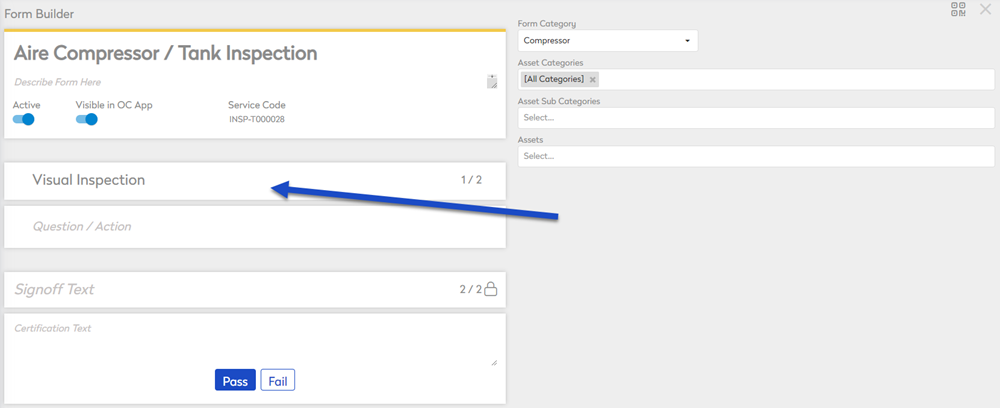 Form Builder
Aire Compressor / Tank Inspection
Describe Form Here
Active Visible in OC App Service Code
INSP-T000028
Visual Inspection 1 / 2
Question / Action
Signoff Text 2 / 2
Certification Text
Pass Fail
Form Category
Compressor
Asset Categories
[All Categories] ×
Asset Sub Categories
Select...
Assets
Select...